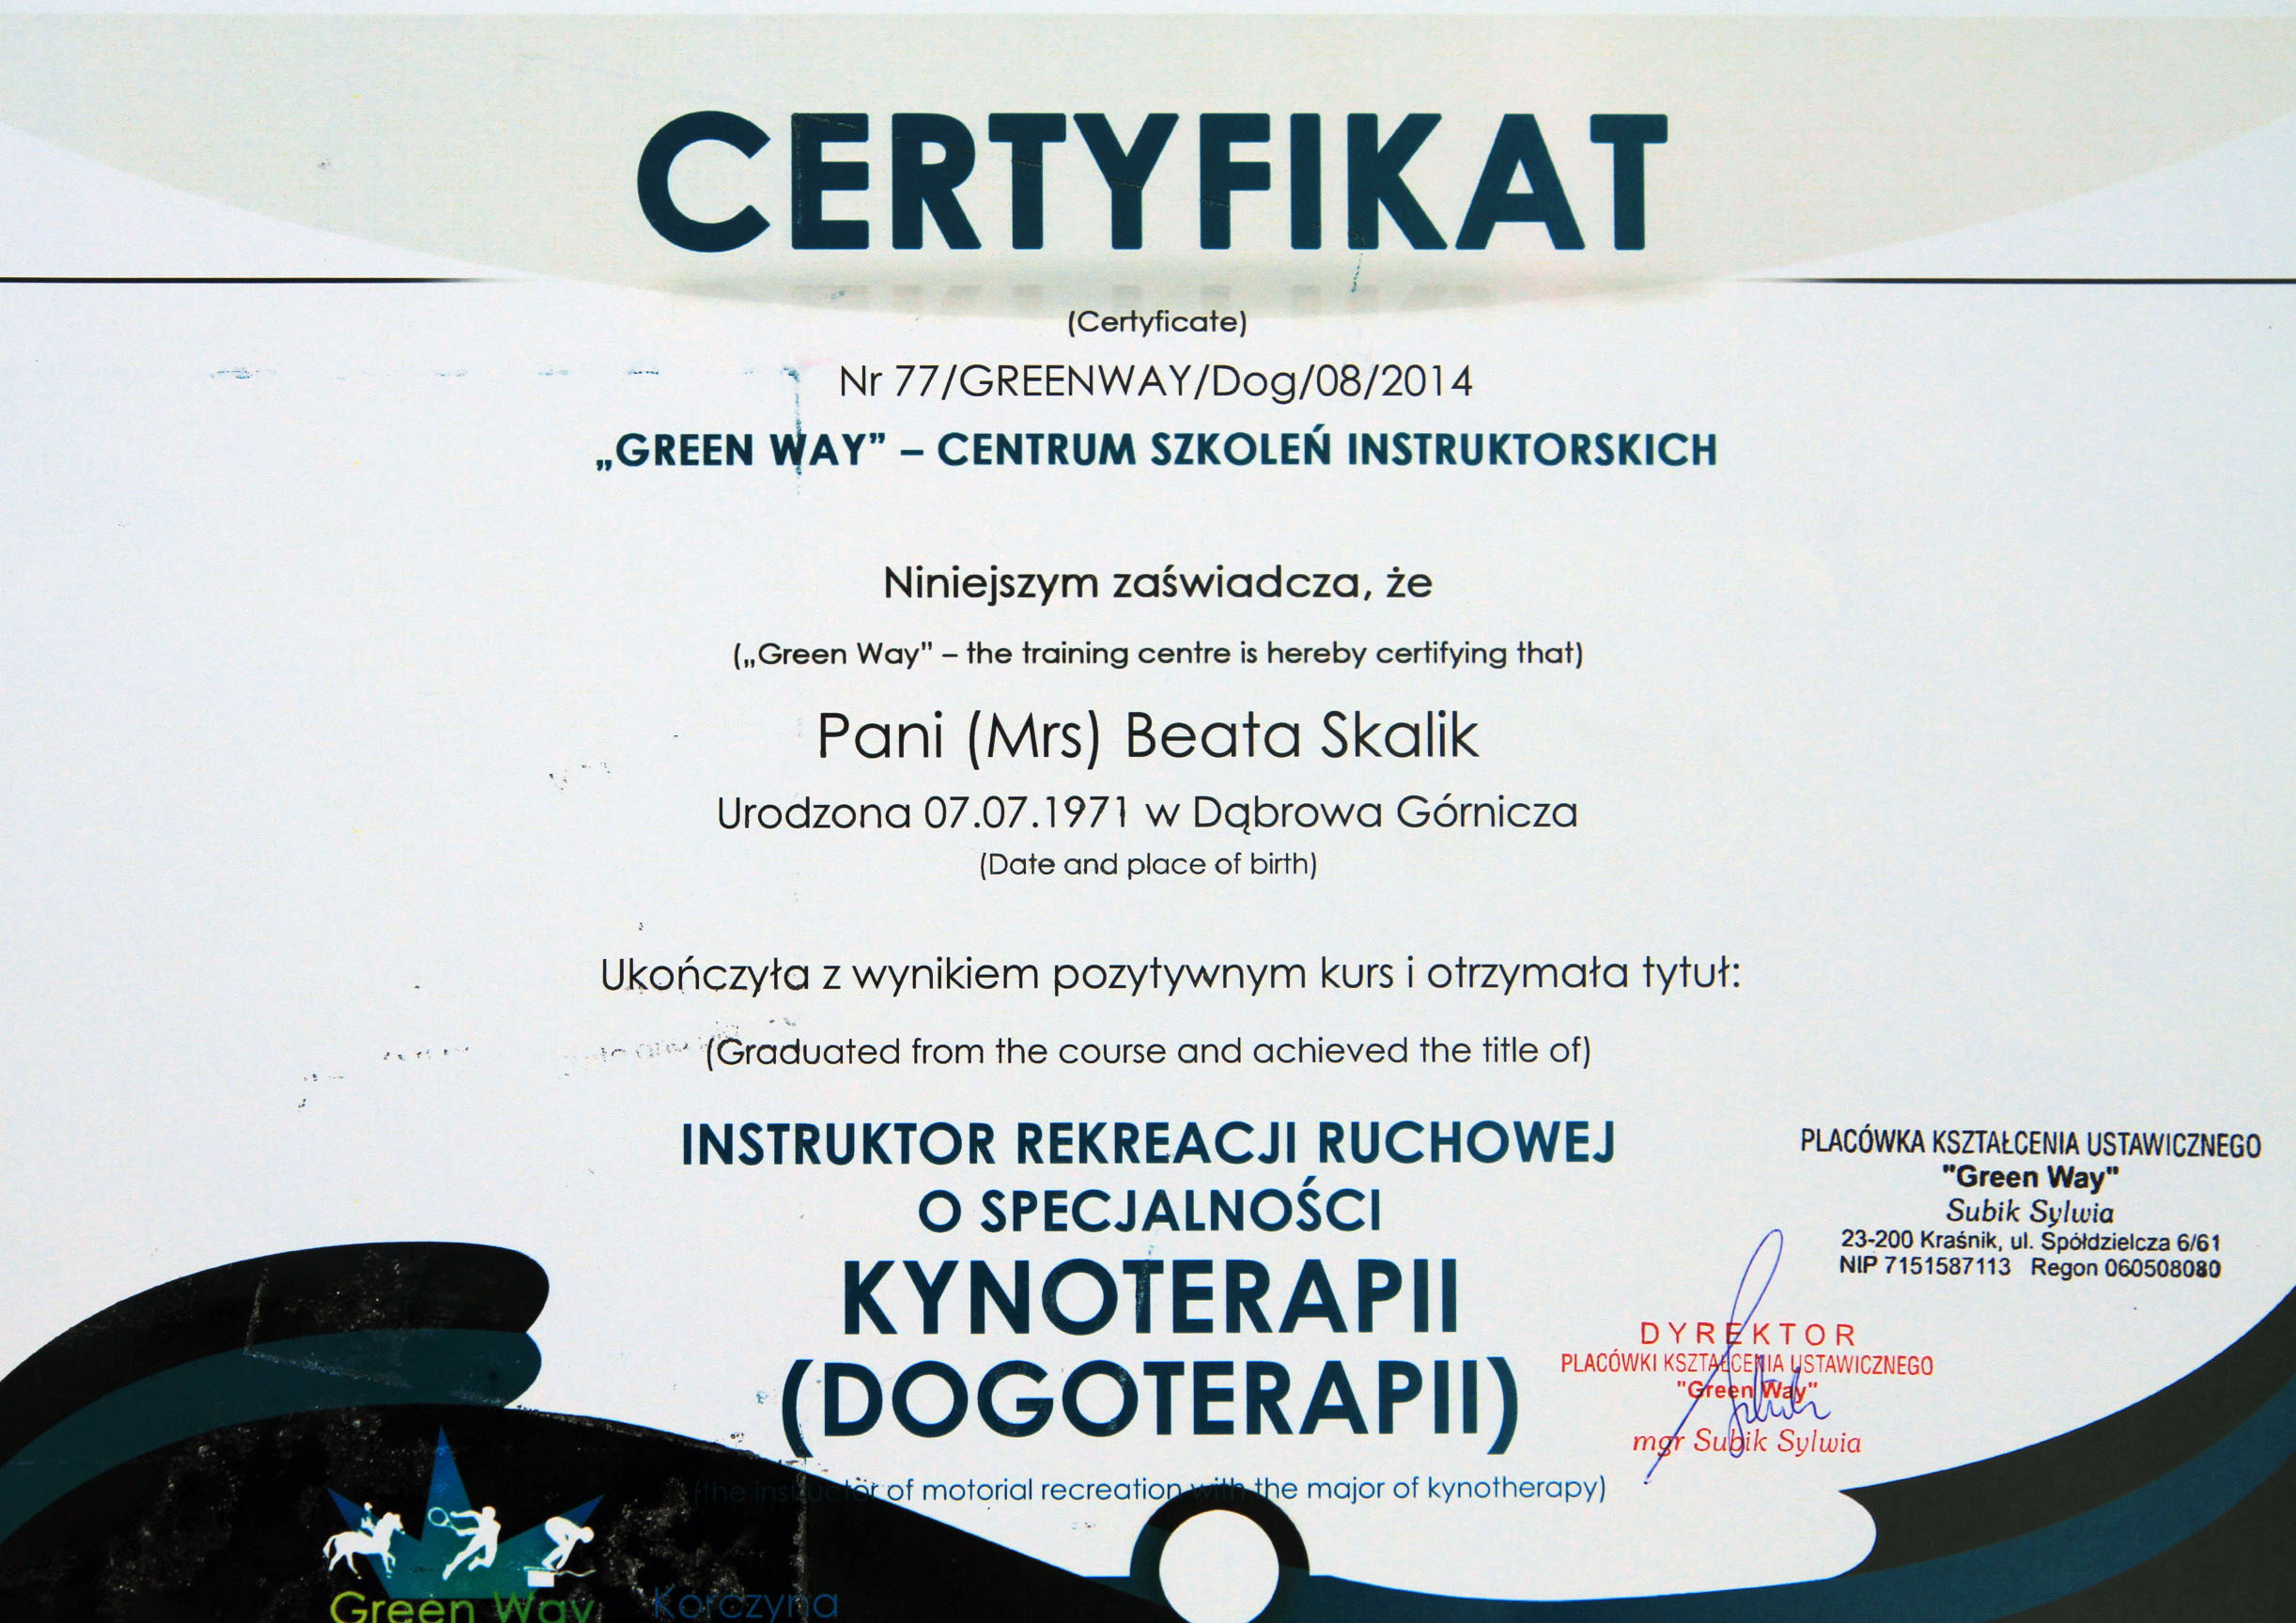 CERTYFIKAT
(Certyficate)
Nr 77/GREENWAY/Dog/08/2014
„GREEN WAY” – CENTRUM SZKOLEŃ INSTRUKTORSKICH
Niniejszym zaświadcza, że
(„Green Way” – the training centre is hereby certifying that)
Pani (Mrs) Beata Skalik
Urodzona 07.07.1971 w Dąbrowa Górnicza
(Date and place of birth)
Ukończyła z wynikiem pozytywnym kurs i otrzymała tytuł:
(Graduated from the course and achieved the title of)
INSTRUKTOR REKREACJI RUCHOWEJ
O SPECJALNOŚCI
KYNOTERAPII
(DOGOTERAPII)
(the instructor of motorial recreation with the major of kynotherapy)
PLACÓWKA KSZTAŁCENIA USTAWICZNEGO
"Green Way"
Subik Sylwia
23-200 Kraśnik, ul. Spółdzielcza 6/61
NIP 7151587113 Regon 060508080
DYREKTOR
PLACÓWKI KSZTAŁCENIA USTAWICZNEGO
"Green Way"
mgr Subik Sylwia
Green Way
Korczyna